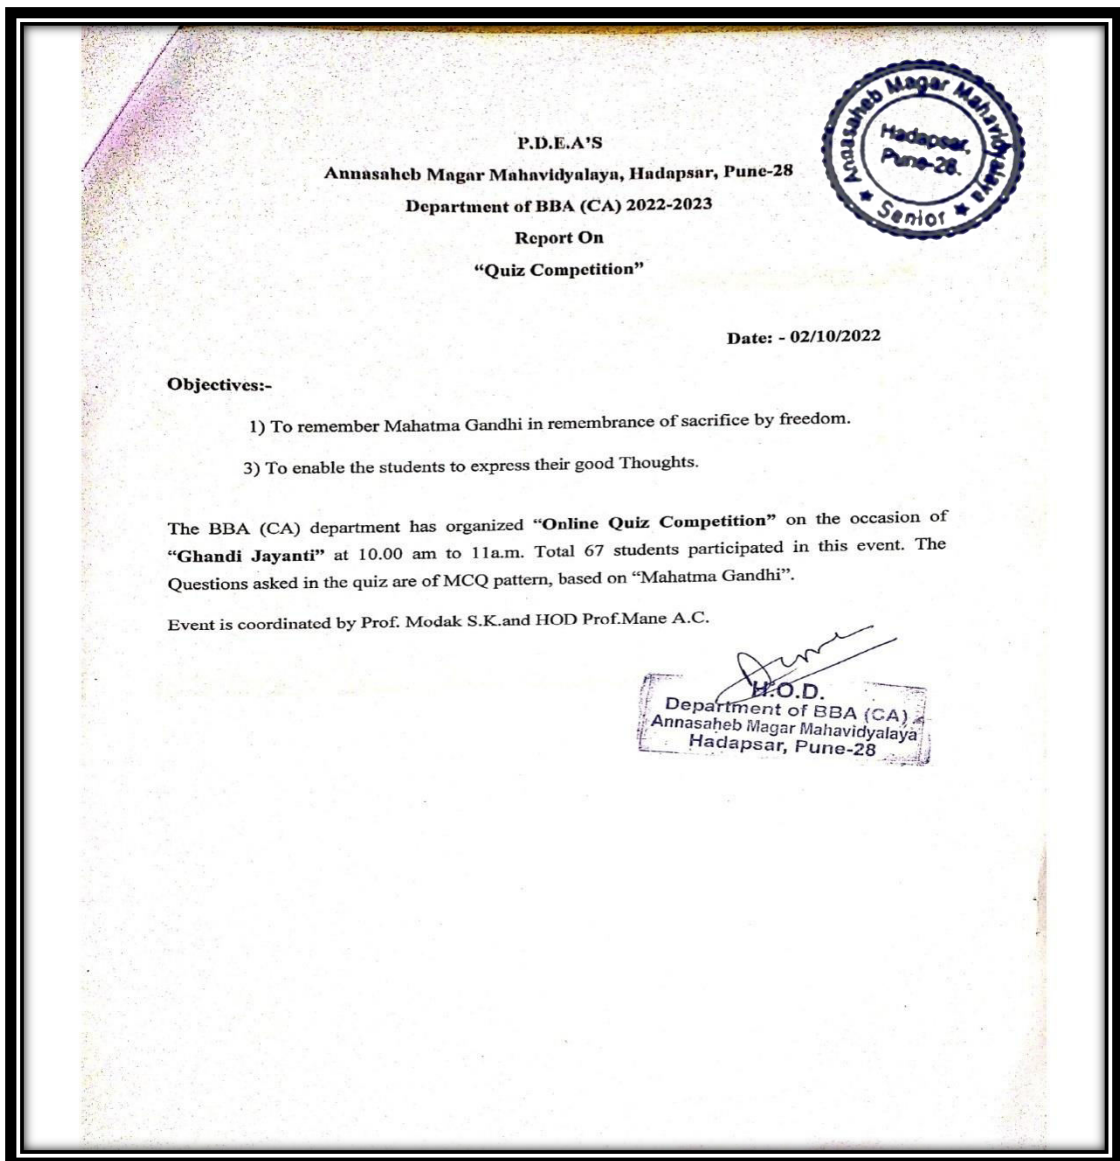 P.D.E.A'S
Annasaheb Magar Mahavidyalaya, Hadapsar, Pune-28
Department of BBA (CA) 2022-2023
Report On
“Quiz Competition”
Annasaheb Magar Mahavidyalaya
Hadapsar,
Pune-28.
★ Senior ★
Date: - 02/10/2022
Objectives:-
1) To remember Mahatma Gandhi in remembrance of sacrifice by freedom.
3) To enable the students to express their good Thoughts.
The BBA (CA) department has organized “Online Quiz Competition” on the occasion of
“Ghandi Jayanti” at 10.00 am to 11a.m. Total 67 students participated in this event. The
Questions asked in the quiz are of MCQ pattern, based on “Mahatma Gandhi”.
Event is coordinated by Prof. Modak S.K.and HOD Prof.Mane A.C.
H.O.D.
Department of BBA (CA)
Annasaheb Magar Mahavidyalaya
Hadapsar, Pune-28